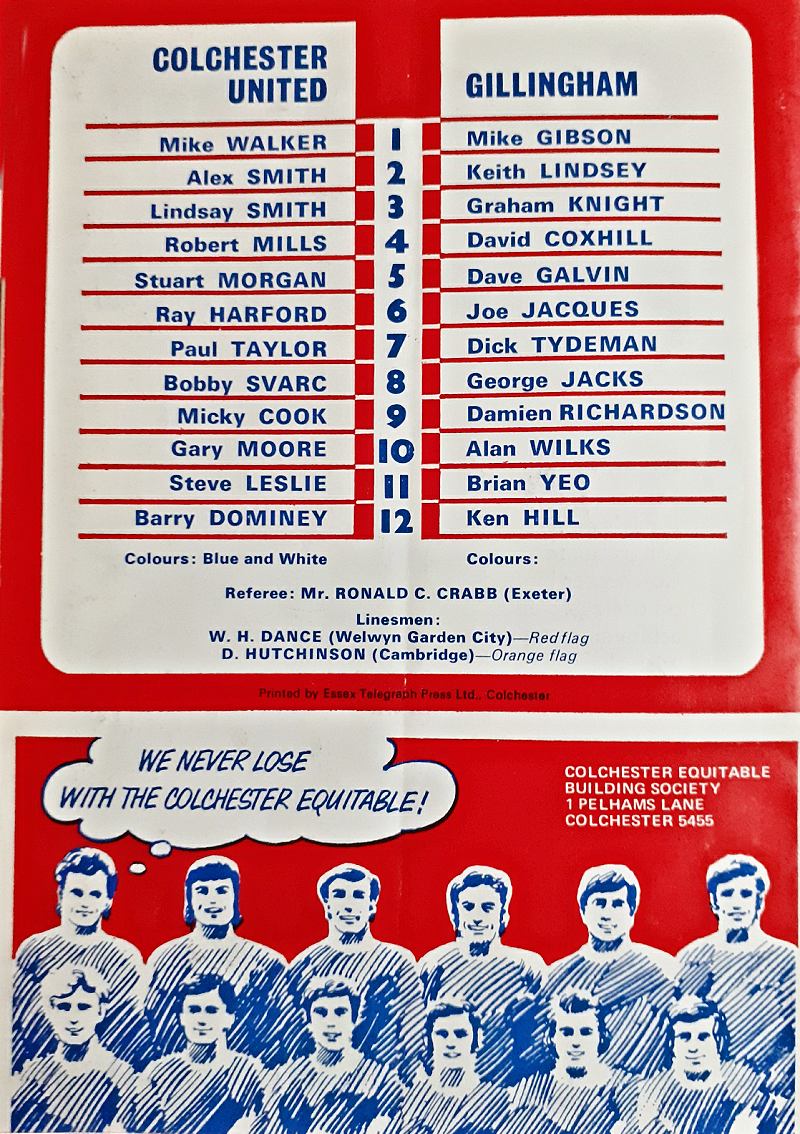 COLCHESTER
UNITED
GILLINGHAM
Mike WALKER 1 Mike GIBSON
Alex SMITH 2 Keith LINDSEY
Lindsay SMITH 3 Graham KNIGHT
Robert MILLS 4 David COXHILL
Stuart MORGAN 5 Dave GALVIN
Ray HARFORD 6 Joe JACQUES
Paul TAYLOR 7 Dick TYDEMAN
Bobby SVARC 8 George JACKS
Micky COOK 9 Damien RICHARDSON
Gary MOORE 10 Alan WILKS
Steve LESLIE 11 Brian YEO
Barry DOMINEY 12 Ken HILL
Colours: Blue and White Colours:
Referee: Mr. RONALD C. CRABB (Exeter)
Linesmen:
W. H. DANCE (Welwyn Garden City)—Red flag
D. HUTCHINSON (Cambridge)—Orange flag
Printed by Essex Telegraph Press Ltd., Colchester
WE NEVER LOSE
WITH THE COLCHESTER EQUITABLE!
COLCHESTER EQUITABLE
BUILDING SOCIETY
1 PELHAMS LANE
COLCHESTER 5455